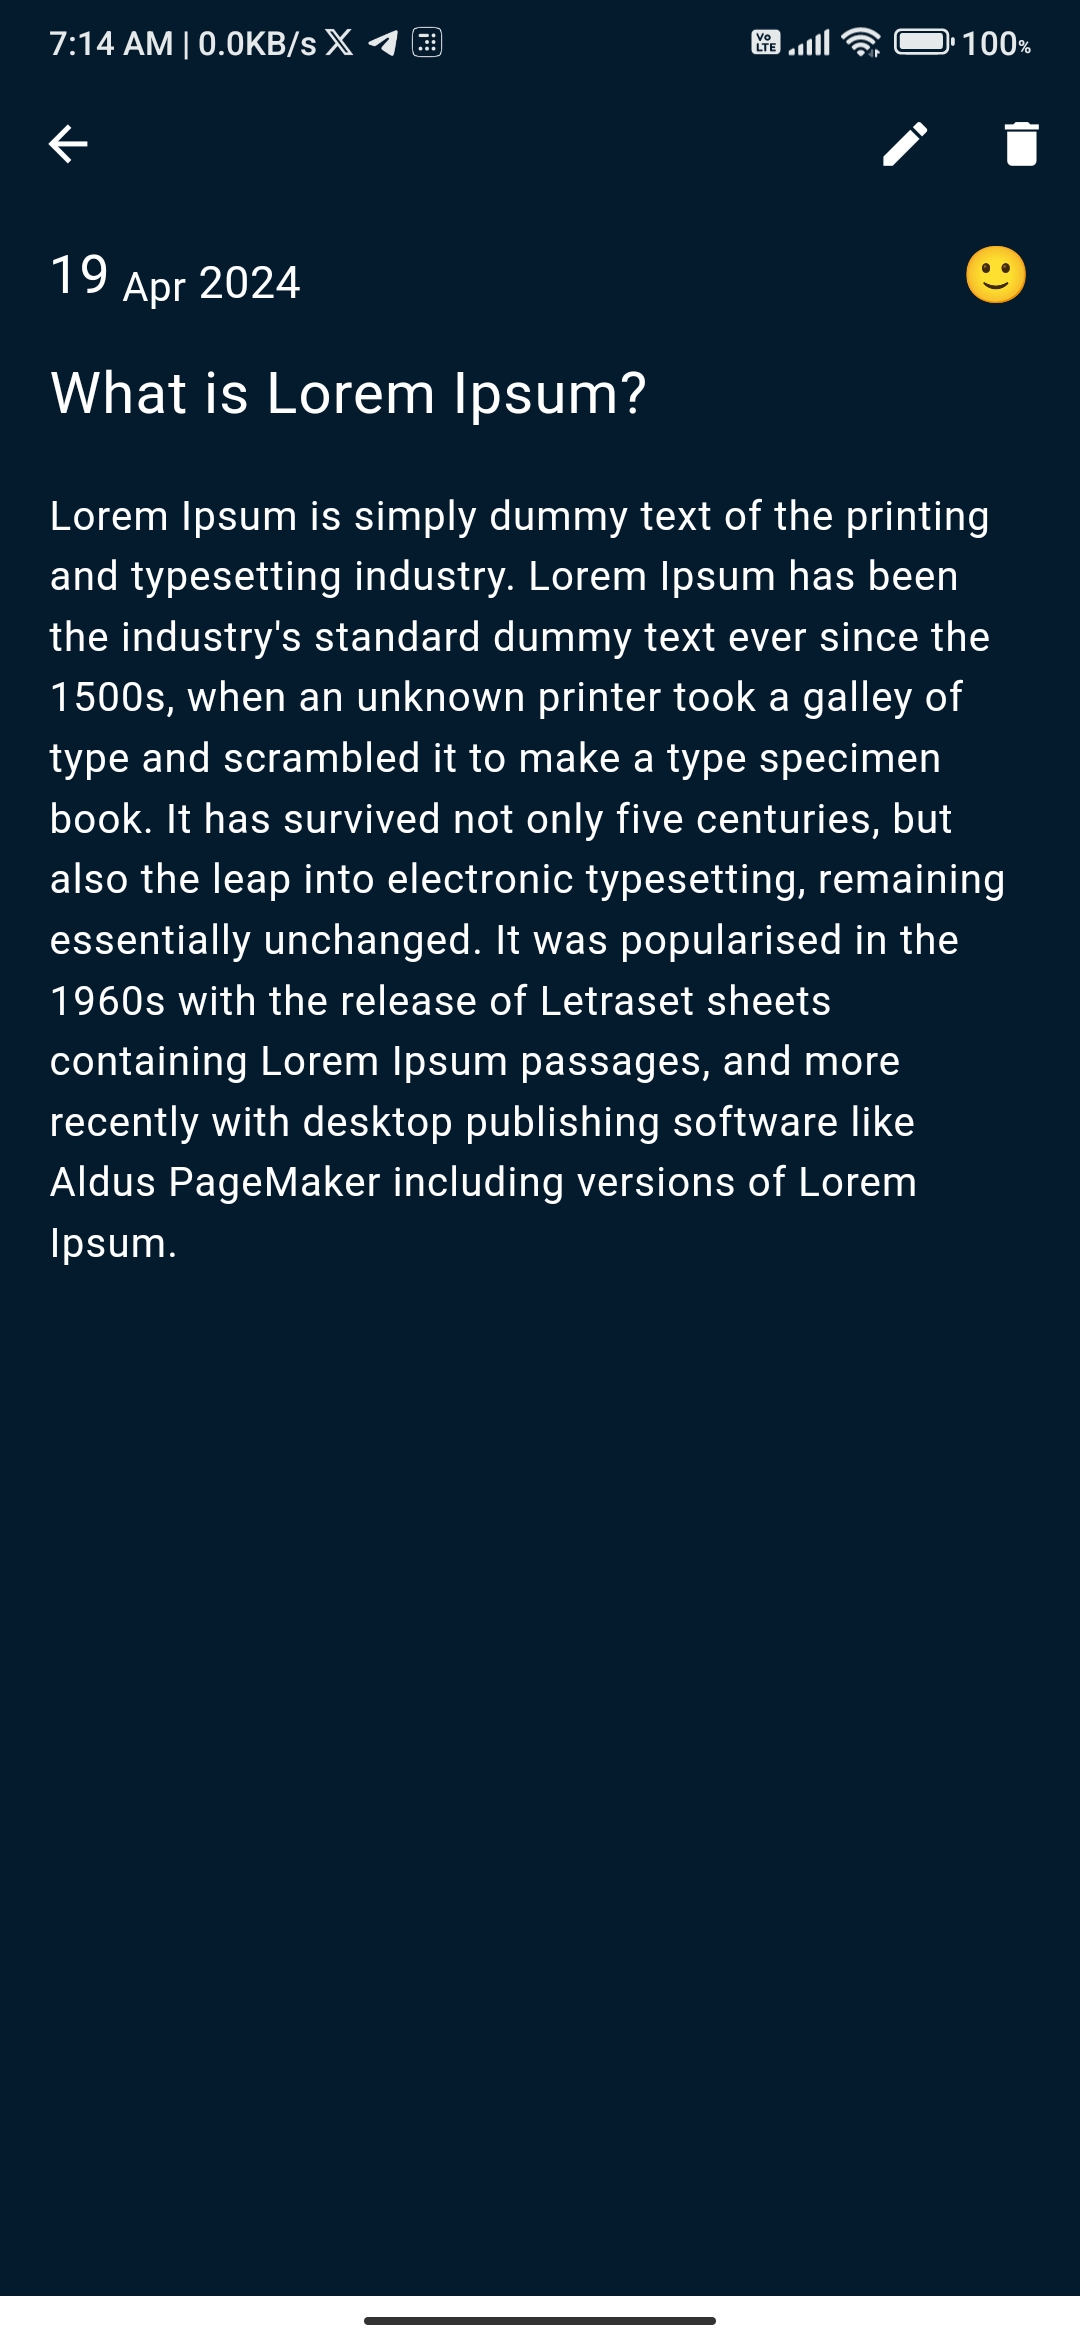 7:14 AM | 0.0KB/s
Vo LTE
100%
19 Apr 2024
What is Lorem Ipsum?
Lorem Ipsum is simply dummy text of the printing
and typesetting industry. Lorem Ipsum has been
the industry's standard dummy text ever since the
1500s, when an unknown printer took a galley of
type and scrambled it to make a type specimen
book. It has survived not only five centuries, but
also the leap into electronic typesetting, remaining
essentially unchanged. It was popularised in the
1960s with the release of Letraset sheets
containing Lorem Ipsum passages, and more
recently with desktop publishing software like
Aldus PageMaker including versions of Lorem
Ipsum.